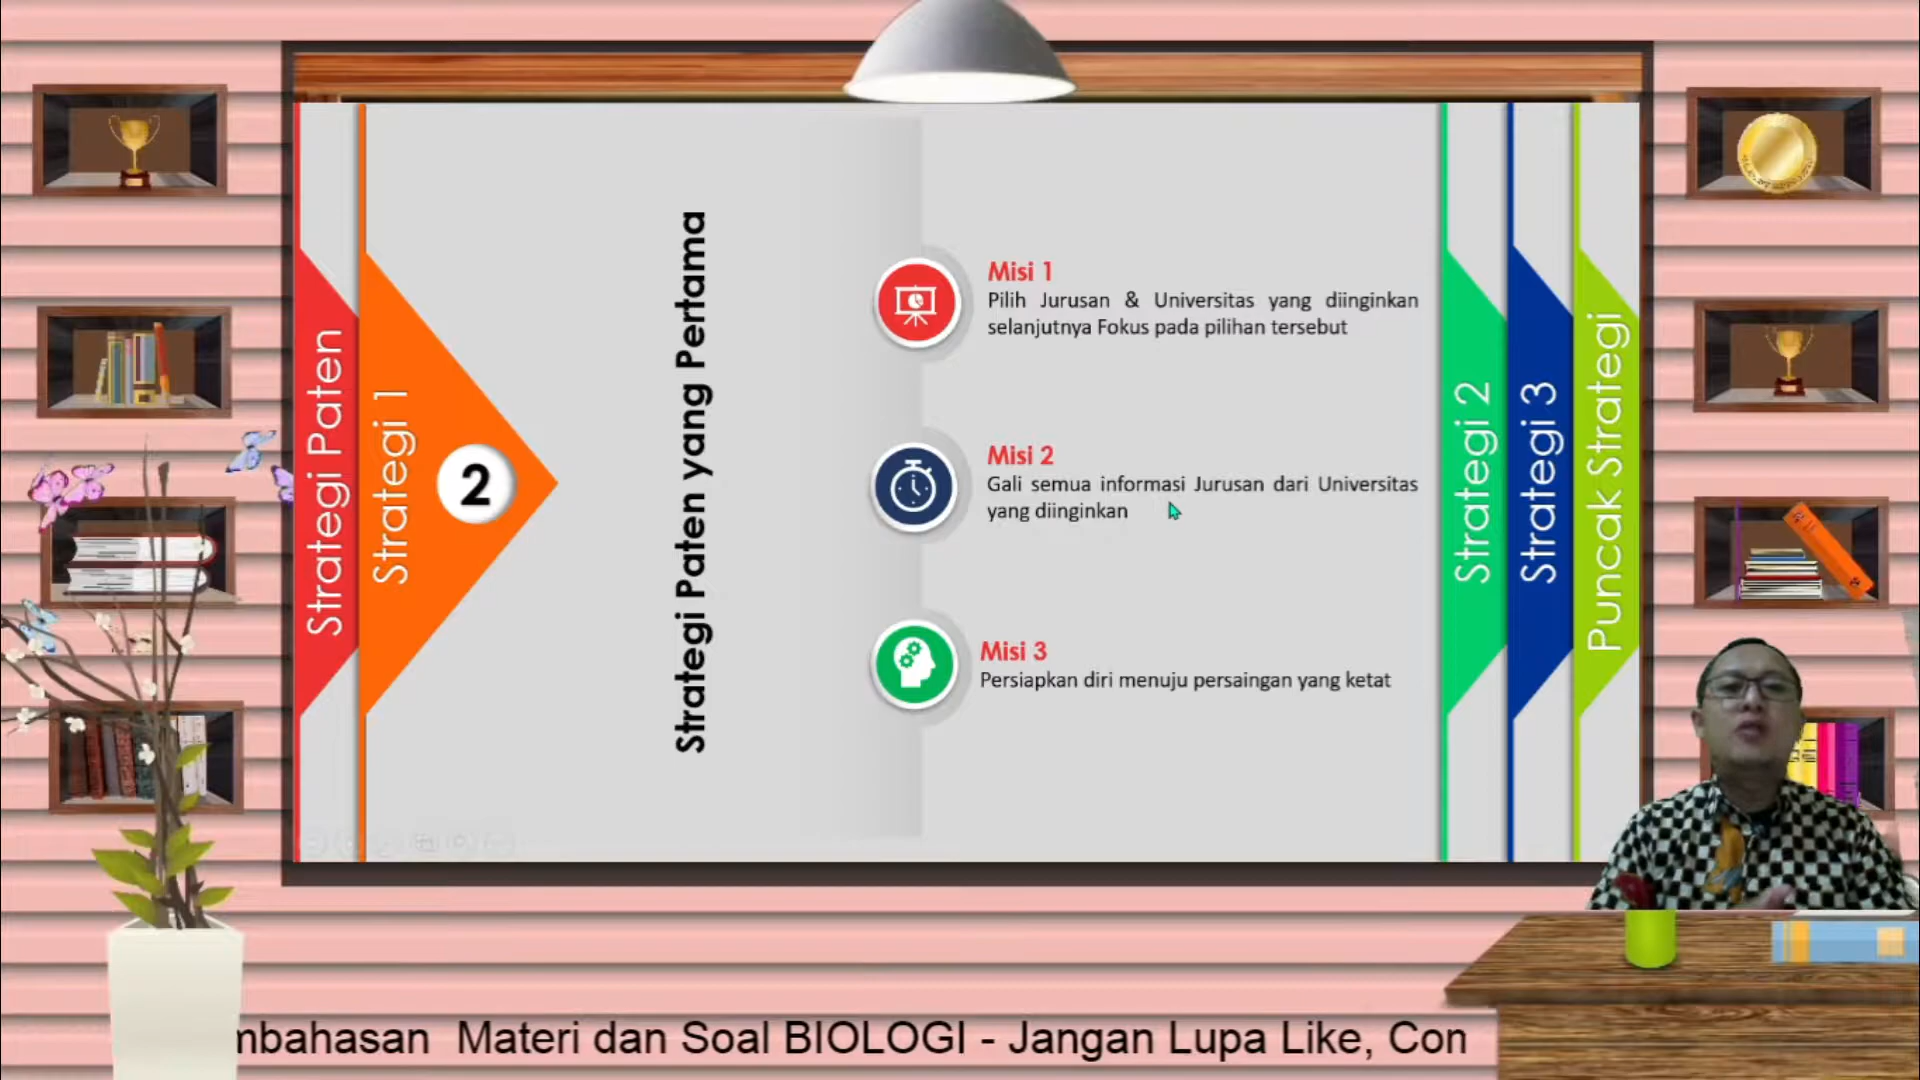 Strategi Paten
Strategi 1
2
Strategi Paten yang Pertama
Misi 1
Pilih Jurusan & Universitas yang diinginkan
selanjutnya Fokus pada pilihan tersebut
Misi 2
Gali semua informasi Jurusan dari Universitas
yang diinginkan
Misi 3
Persiapkan diri menuju persaingan yang ketat
Strategi 2
Strategi 3
Puncak Strategi
mbahasan Materi dan Soal BIOLOGI - Jangan Lupa Like, Con